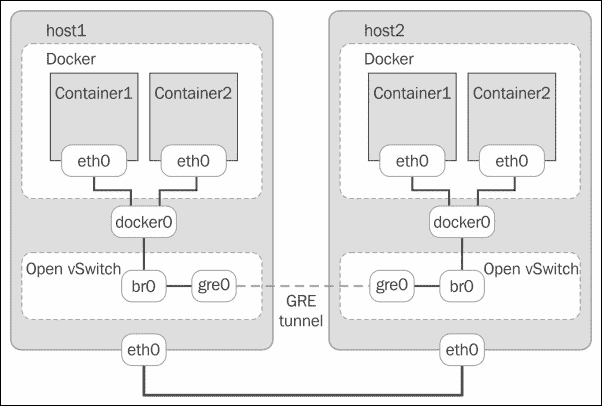 host1
Docker
Container1
Container2
eth0
eth0
docker0
Open vSwitch
br0
gre0
eth0
GRE
tunnel
host2
Docker
Container1
Container2
eth0
eth0
docker0
Open vSwitch
gre0
br0
eth0